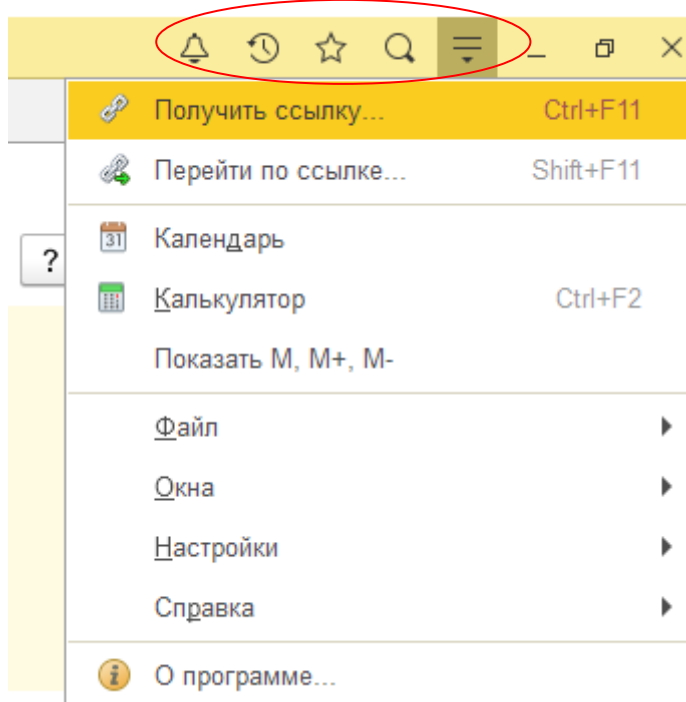 Получить ссылку... Ctrl+F11
Перейти по ссылке... Shift+F11
31 Календарь
?
Калькулятор Ctrl+F2
Показать M, M+, M-
Файл
Окна
Настройки
Справка
i О программе...